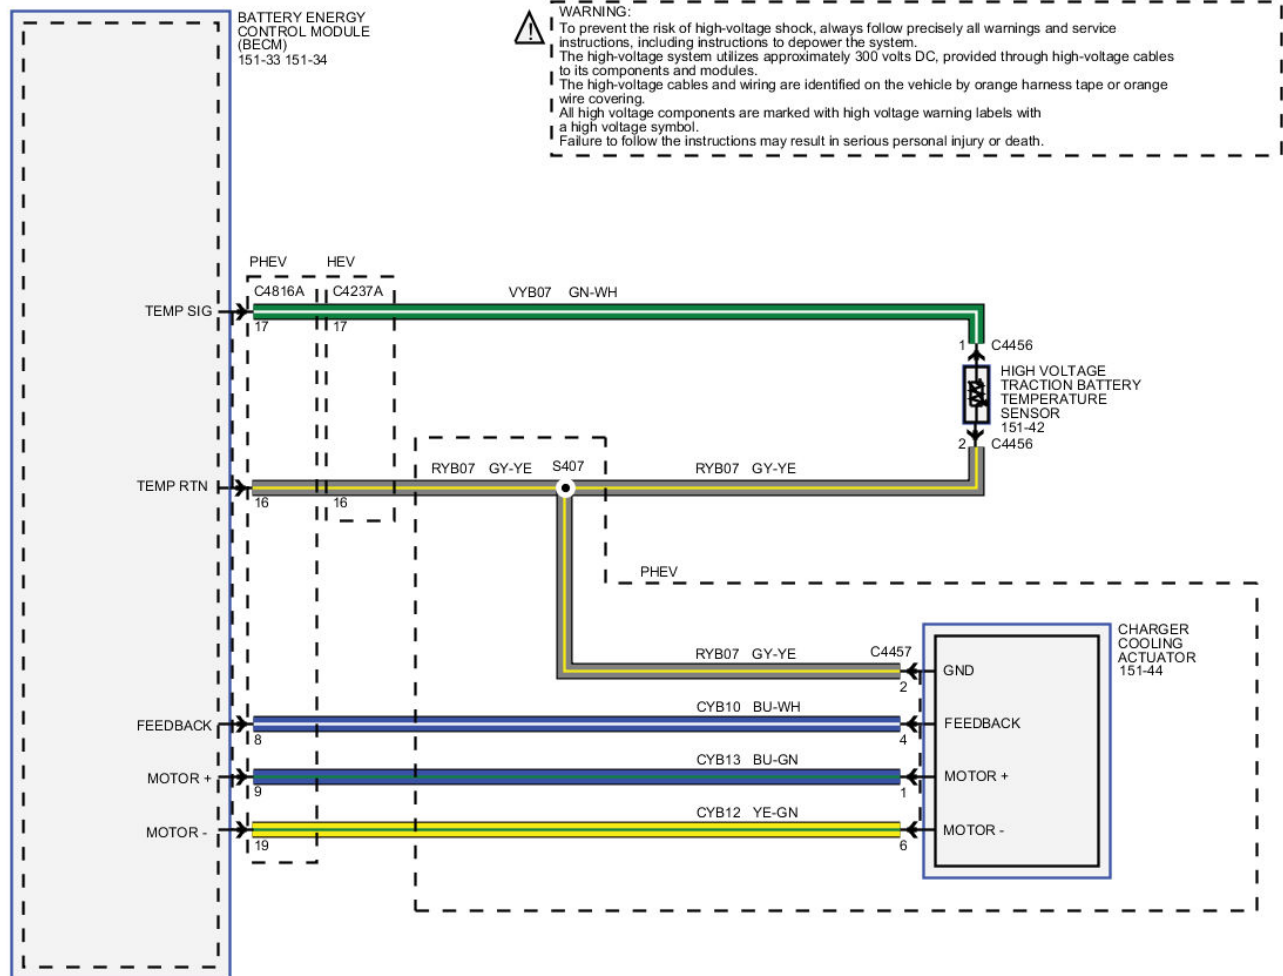 BATTERY ENERGY
CONTROL MODULE
(BECM)
151-33 151-34
WARNING:
To prevent the risk of high-voltage shock, always follow precisely all warnings and service
instructions, including instructions to depower the system.
The high-voltage system utilizes approximately 300 volts DC, provided through high-voltage cables
to its components and modules.
The high-voltage cables and wiring are identified on the vehicle by orange harness tape or orange
wire covering.
All high voltage components are marked with high voltage warning labels with
a high voltage symbol.
Failure to follow the instructions may result in serious personal injury or death.
PHEV HEV
C4816A C4237A VYB07 GN-WH
TEMP SIG
17 17
1 C4456
HIGH VOLTAGE
TRACTION BATTERY
TEMPERATURE
SENSOR
151-42
2 C4456
RYB07 GY-YE S407 RYB07 GY-YE
TEMP RTN
16 16
PHEV
CHARGER
COOLING
ACTUATOR
151-44
RYB07 GY-YE C4457
GND
2
CYB10 BU-WH
FEEDBACK FEEDBACK
8 4
CYB13 BU-GN
MOTOR + MOTOR +
9 1
CYB12 YE-GN
MOTOR - MOTOR -
19 6